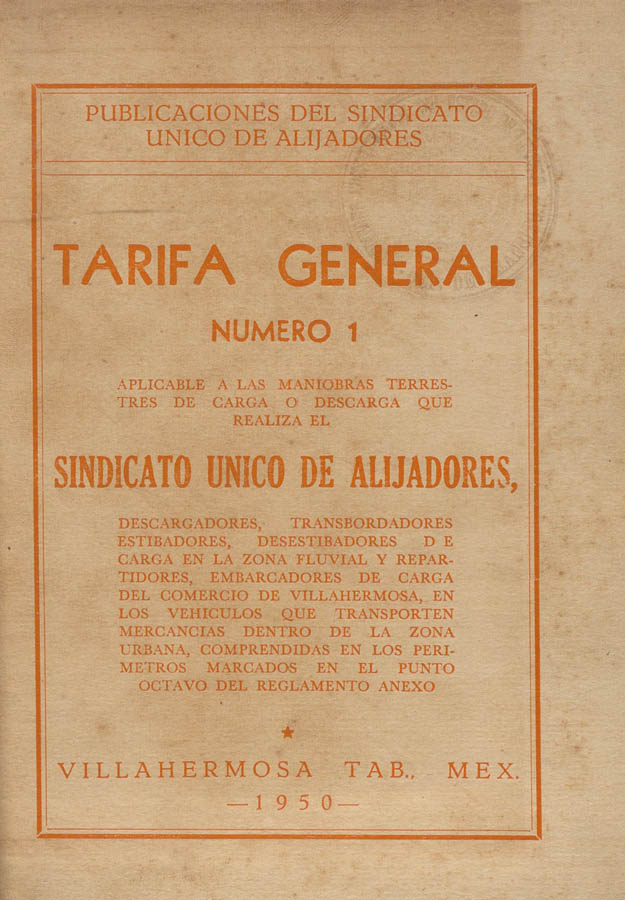 PUBLICACIONES DEL SINDICATO
UNICO DE ALIJADORES
TARIFA GENERAL
NUMERO 1
APLICABLE A LAS MANIOBRAS TERRES-
TRES DE CARGA O DESCARGA QUE
REALIZA EL
SINDICATO UNICO DE ALIJADORES,
DESCARGADORES, TRANSBORDADORES
ESTIBADORES, DESESTIBADORES D E
CARGA EN LA ZONA FLUVIAL Y REPAR-
TIDORES, EMBARCADORES DE CARGA
DEL COMERCIO DE VILLAHERMOSA, EN
LOS VEHICULOS QUE TRANSPORTEN
MERCANCIAS DENTRO DE LA ZONA
URBANA, COMPRENDIDAS EN LOS PERI-
METROS MARCADOS EN EL PUNTO
OCTAVO DEL REGLAMENTO ANEXO
VILLAHERMOSA TAB., MEX.
—1950—